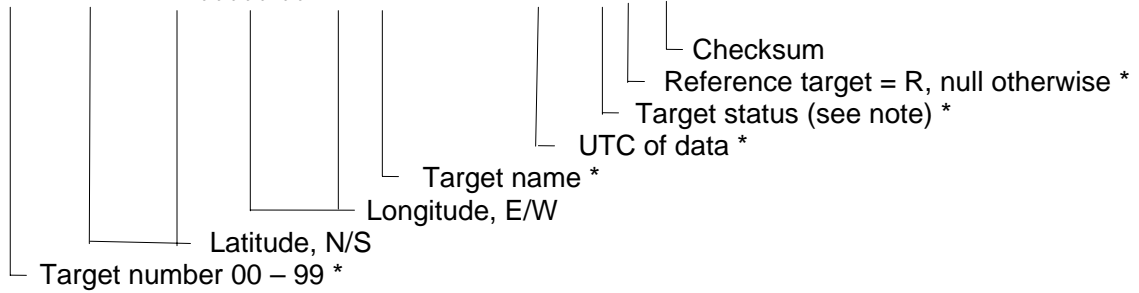 Checksum
Reference target = R, null otherwise *
Target status (see note) *
UTC of data *
Target name *
Longitude, E/W
Latitude, N/S
Target number 00 – 99 *